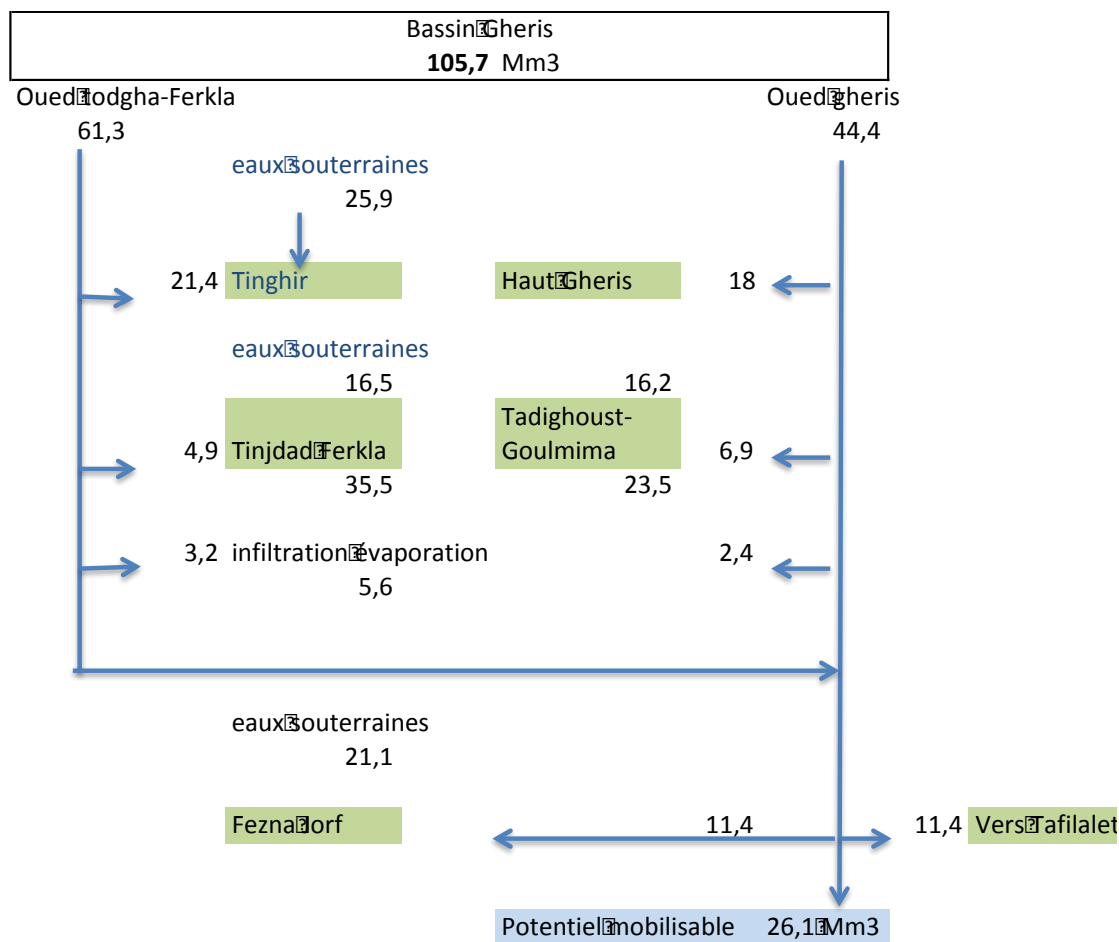 Bassin Gheris
105,7 Mm3
Oued todgha-Ferkla
Oued gheris
61,3
44,4
eaux souterraines
25,9
21,4 Tinghir
Haut Gheris 18
eaux souterraines
16,5
16,2
Tadighoust-
4,9 Tinjdad Ferkla
Goulmima 6,9
35,5
23,5
3,2 infiltration évaporation
2,4
5,6
eaux souterraines
21,1
Fezna Jorf
11,4
11,4 Vers Tafilalet
Potentiel mobilisable 26,1 Mm3